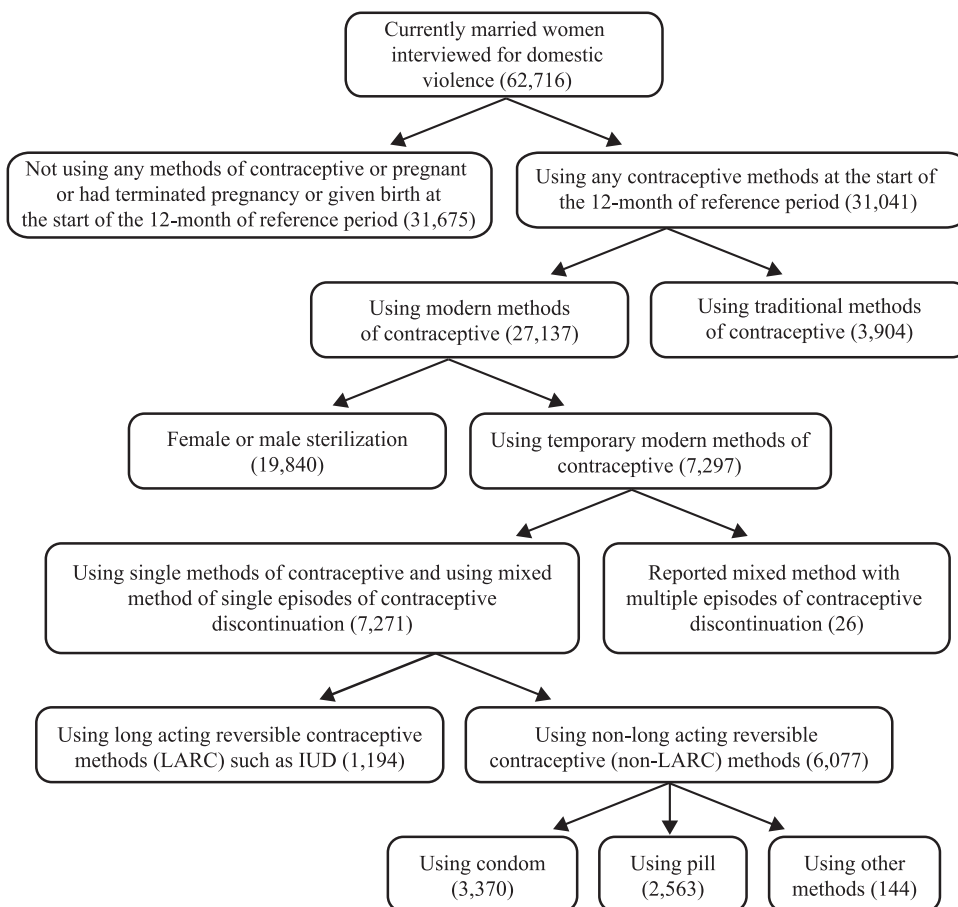 Currently married women
interviewed for domestic
violence (62,716)
Not using any methods of contraceptive or pregnant
or had terminated pregnancy or given birth at
the start of the 12-month of reference period (31,675)
Using any contraceptive methods at the start of
the 12-month of reference period (31,041)
Using modern methods
of contraceptive (27,137)
Using traditional methods
of contraceptive (3,904)
Female or male sterilization
(19,840)
Using temporary modern methods of
contraceptive (7,297)
Using single methods of contraceptive and using mixed
method of single episodes of contraceptive
discontinuation (7,271)
Reported mixed method with
multiple episodes of contraceptive
discontinuation (26)
Using long acting reversible contraceptive
methods (LARC) such as IUD (1,194)
Using non-long acting reversible
contraceptive (non-LARC) methods (6,077)
Using condom
(3,370)
Using pill
(2,563)
Using other
methods (144)